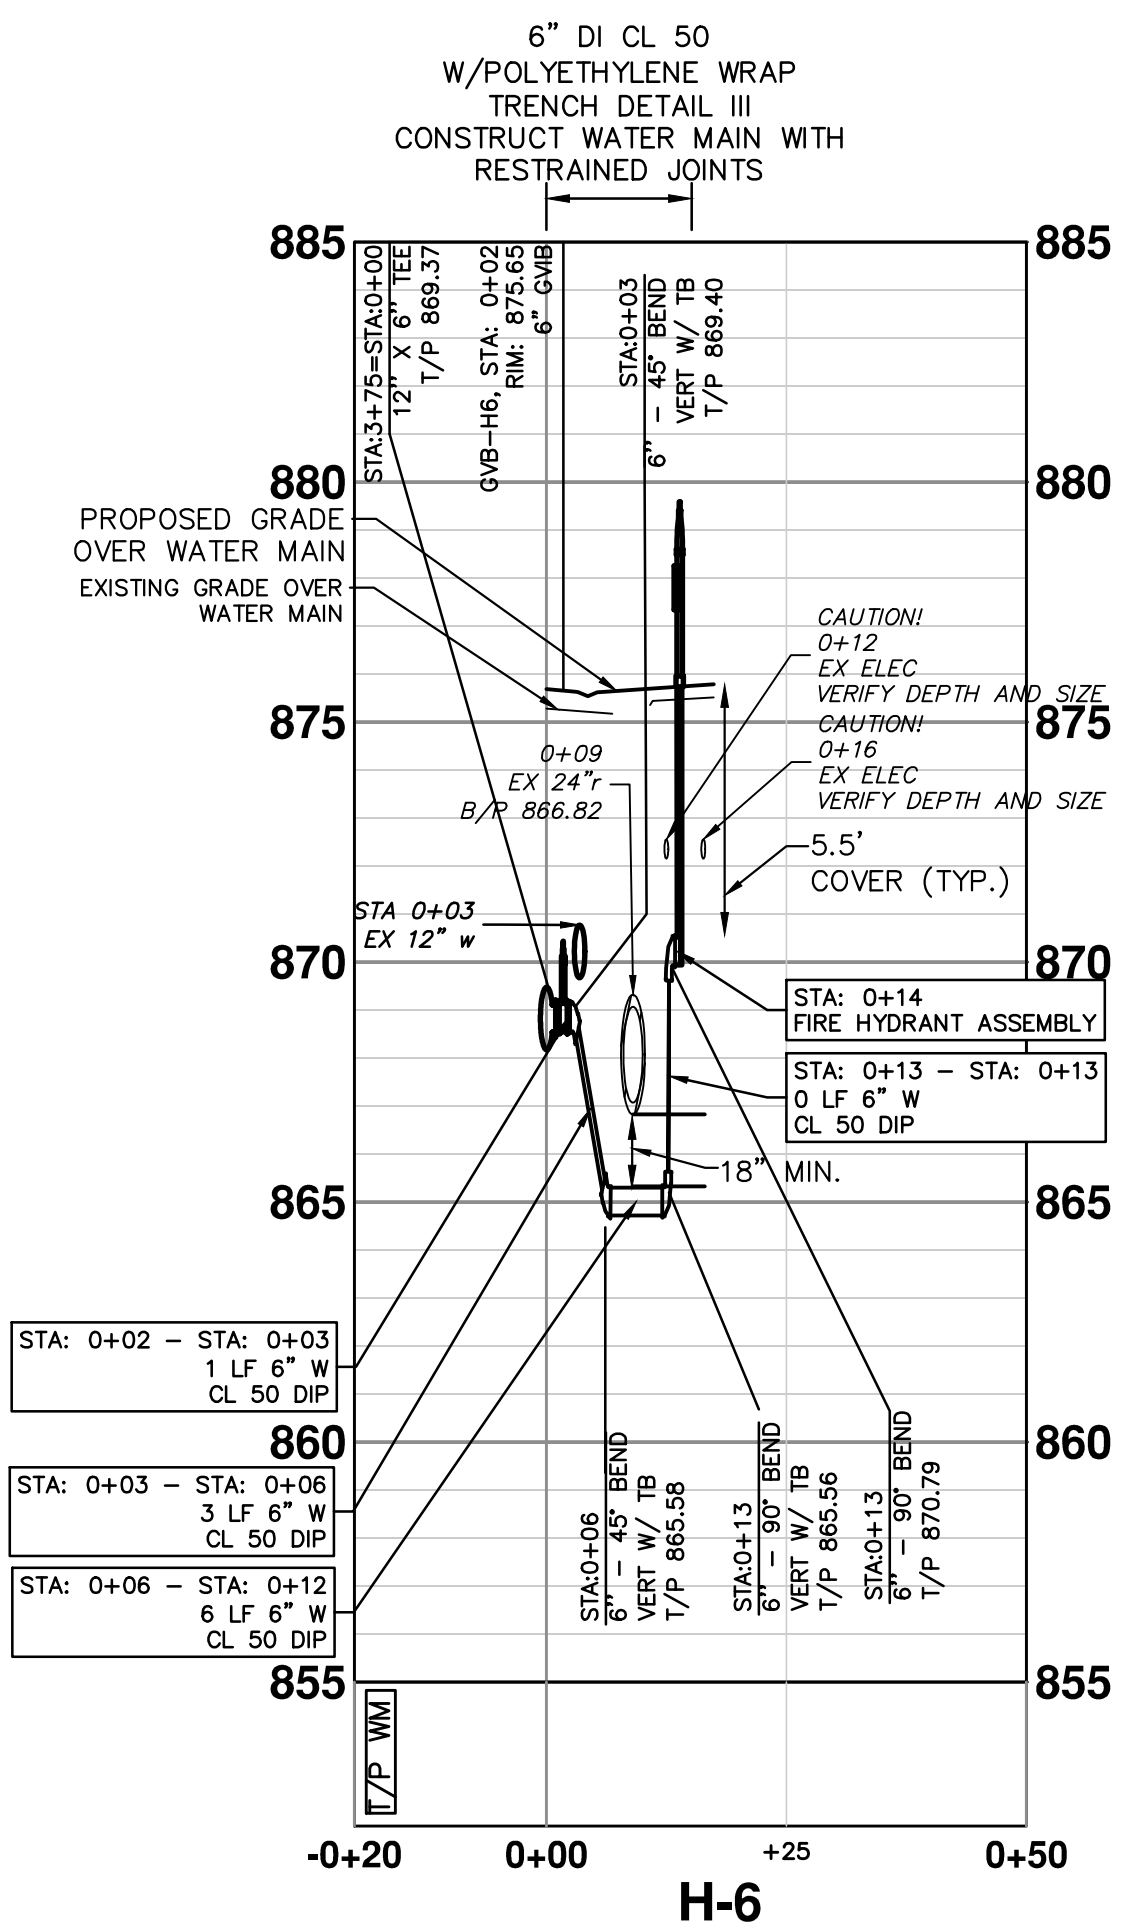 6" DI CL 50
W/POLYETHYLENE WRAP
TRENCH DETAIL III
CONSTRUCT WATER MAIN WITH
RESTRAINED JOINTS
885
885
STA:3+75=STA:0+00
12" X 6" TEE
T/P 869.37
GVB-H6, STA: 0+02
RIM: 875.65
6" GVIB
STA:0+03
6" - 45° BEND
VERT W/ TB
T/P 869.40
880
880
PROPOSED GRADE
OVER WATER MAIN
EXISTING GRADE OVER
WATER MAIN
CAUTION!
0+12
EX ELEC
VERIFY DEPTH AND SIZE
875
875
CAUTION!
0+16
EX ELEC
VERIFY DEPTH AND SIZE
0+09
EX 24"r
B/P 866.82
5.5'
COVER (TYP.)
STA 0+03
EX 12" w
870
870
STA: 0+14
FIRE HYDRANT ASSEMBLY
STA: 0+13 - STA: 0+13
0 LF 6" W
CL 50 DIP
18" MIN.
865
865
STA: 0+02 - STA: 0+03
1 LF 6" W
CL 50 DIP
860
860
STA: 0+03 - STA: 0+06
3 LF 6" W
CL 50 DIP
STA: 0+06 - STA: 0+12
6 LF 6" W
CL 50 DIP
STA:0+06
6" - 45° BEND
VERT W/ TB
T/P 865.58
STA:0+13
6" - 90° BEND
VERT W/ TB
T/P 865.56
STA:0+13
6" - 90° BEND
T/P 870.79
855
855
T/P WM
-0+20
0+00
+25
0+50
H-6